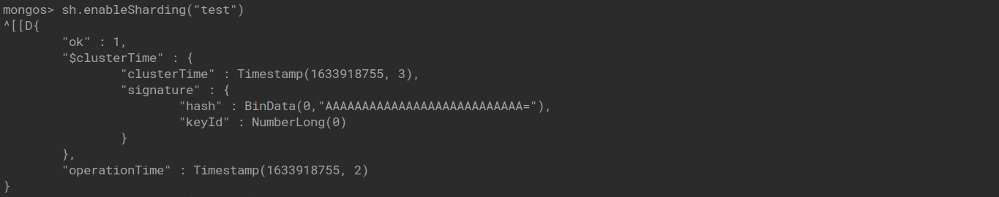 mongos> sh.enableSharding("test")
^[[D{
        "ok" : 1,
        "$clusterTime" : {
                "clusterTime" : Timestamp(1633918755, 3),
                "signature" : {
                        "hash" : BinData(0,"AAAAAAAAAAAAAAAAAAAAAAAAAAA="),
                        "keyId" : NumberLong(0)
                }
        },
        "operationTime" : Timestamp(1633918755, 2)
}